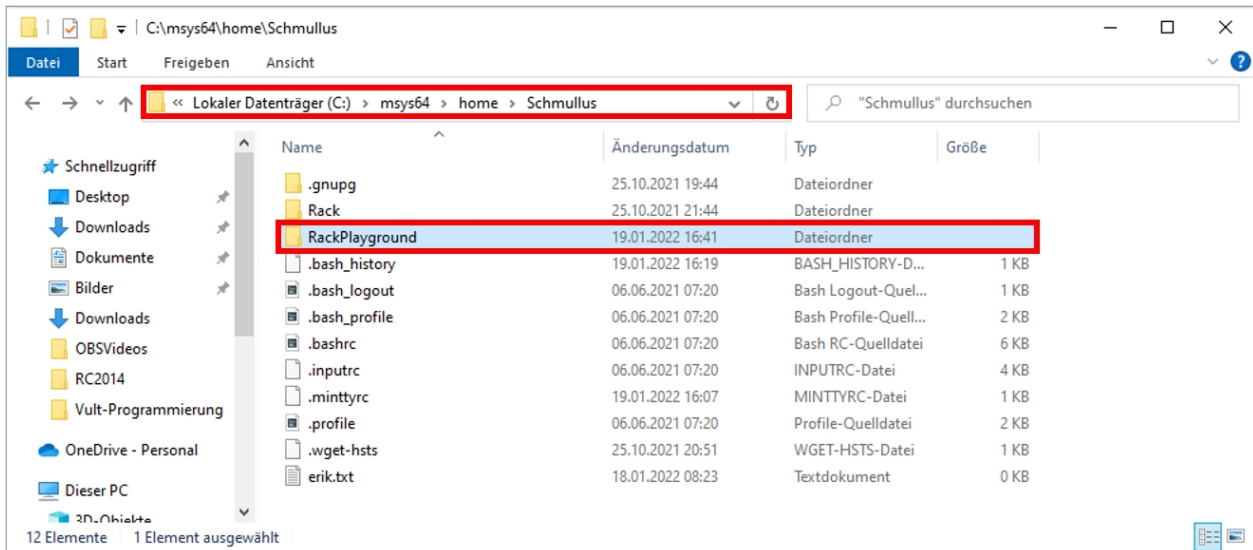 C:\msys64\home\Schmullus
Datei Start Freigeben Ansicht
« Lokaler Datenträger (C:) › msys64 › home › Schmullus
"Schmullus" durchsuchen
Schnellzugriff
Desktop
Downloads
Dokumente
Bilder
Downloads
OBSVideos
RC2014
Vult-Programmierung
OneDrive - Personal
Dieser PC
3D-Objekte
Name Änderungsdatum Typ Größe
.gnupg 25.10.2021 19:44 Dateiordner
Rack 25.10.2021 21:44 Dateiordner
RackPlayground 19.01.2022 16:41 Dateiordner
.bash_history 19.01.2022 16:19 BASH_HISTORY-D... 1 KB
.bash_logout 06.06.2021 07:20 Bash Logout-Quel... 1 KB
.bash_profile 06.06.2021 07:20 Bash Profile-Quell... 2 KB
.bashrc 06.06.2021 07:20 Bash RC-Quelldatei 6 KB
.inputrc 06.06.2021 07:20 INPUTRC-Datei 4 KB
.minttyrc 19.01.2022 16:07 MINTTYRC-Datei 1 KB
.profile 06.06.2021 07:20 Profile-Quelldatei 2 KB
.wget-hsts 25.10.2021 20:51 WGET-HSTS-Datei 1 KB
erik.txt 18.01.2022 08:23 Textdokument 0 KB
12 Elemente 1 Element ausgewählt